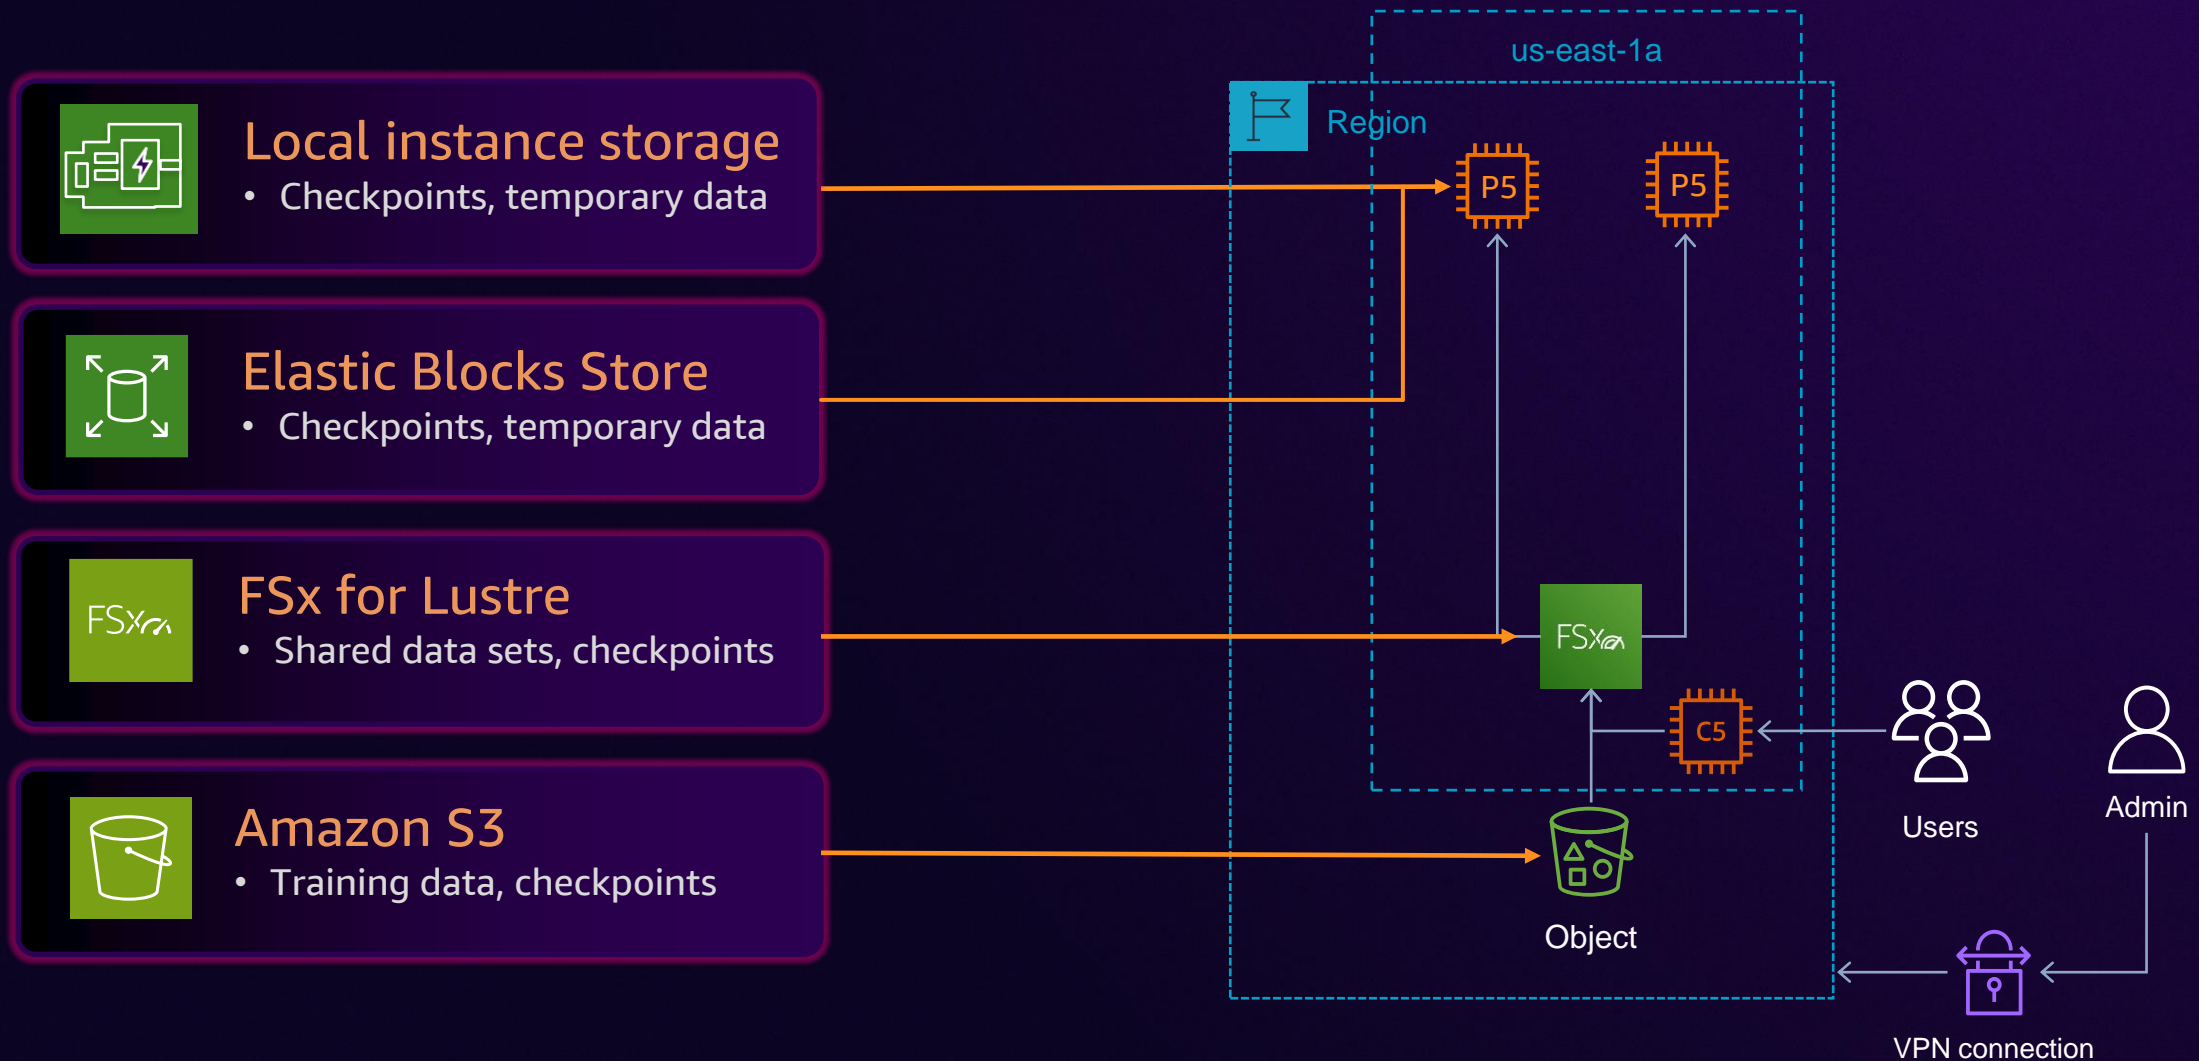 Local instance storage
• Checkpoints, temporary data
Elastic Blocks Store
• Checkpoints, temporary data
FSx
FSx for Lustre
• Shared data sets, checkpoints
Amazon S3
• Training data, checkpoints
us-east-1a
Region
P5
P5
FSx
C5
Object
Users
Admin
VPN connection